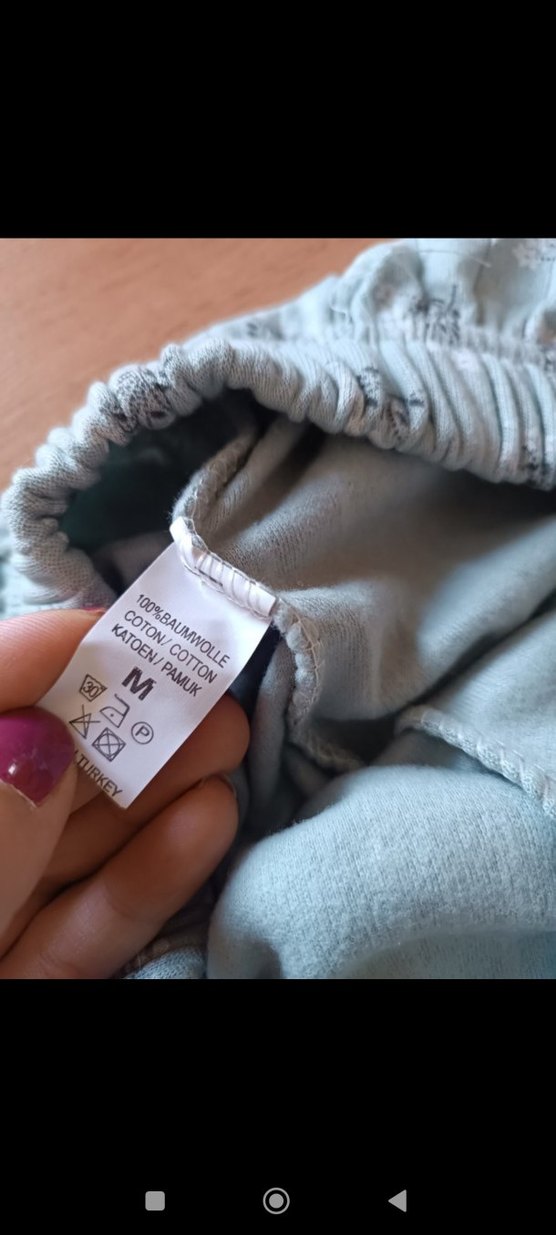 100%BAUMWOLLE
COTON/ COTTON
KATOEN/ PAMUK
M
30
P
TURKEY